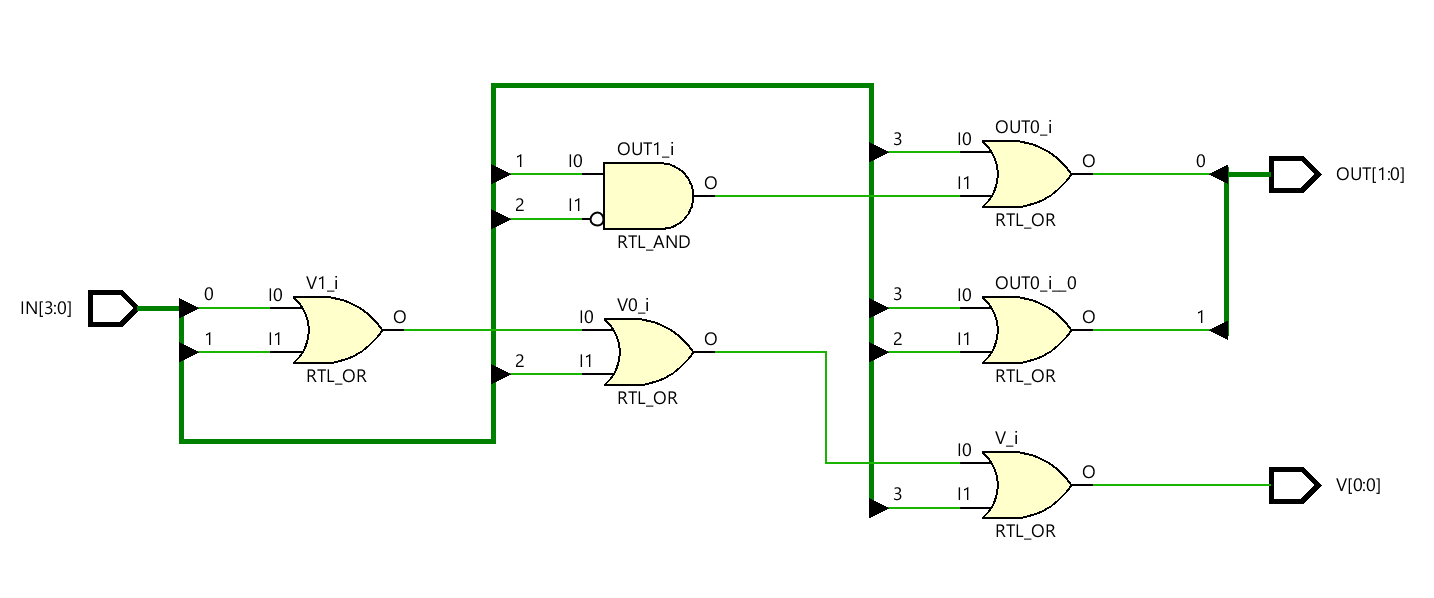 IN[3:0]
0
I0
V1_i
1
I1
O
RTL_OR
1
I0
OUT1_i
2
I1
O
RTL_AND
I0
V0_i
2
I1
O
RTL_OR
3
I0
OUT0_i
I1
O
RTL_OR
3
I0
OUT0_i__0
2
I1
O
RTL_OR
I0
V_i
3
I1
O
RTL_OR
0
OUT[1:0]
1
V[0:0]